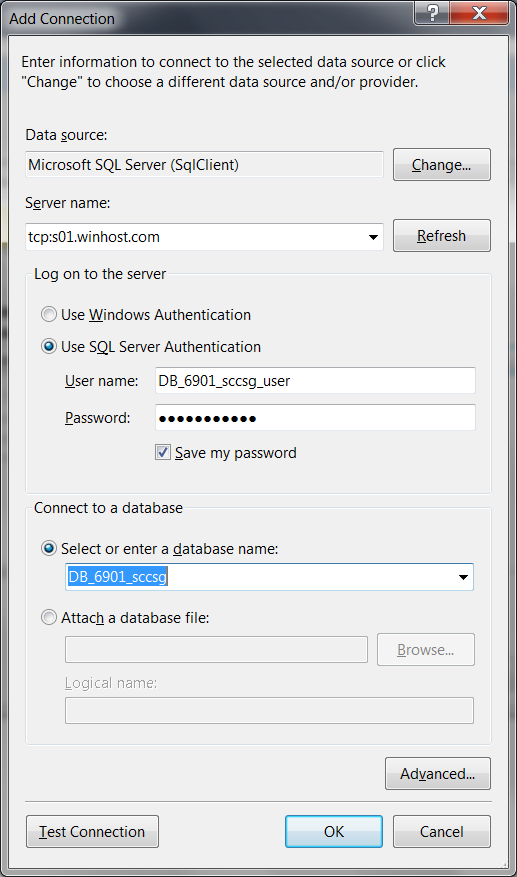 Add Connection
Enter information to connect to the selected data source or click
"Change" to choose a different data source and/or provider.
Data source:
Microsoft SQL Server (SqlClient)
Change...
Server name:
tcp:s01.winhost.com
Refresh
Log on to the server
Use Windows Authentication
Use SQL Server Authentication
User name:
DB_6901_sccsg_user
Password:
●●●●●●●●●●●
Save my password
Connect to a database
Select or enter a database name:
DB_6901_sccsg
Attach a database file:
Browse...
Logical name:
Advanced...
Test Connection
OK
Cancel